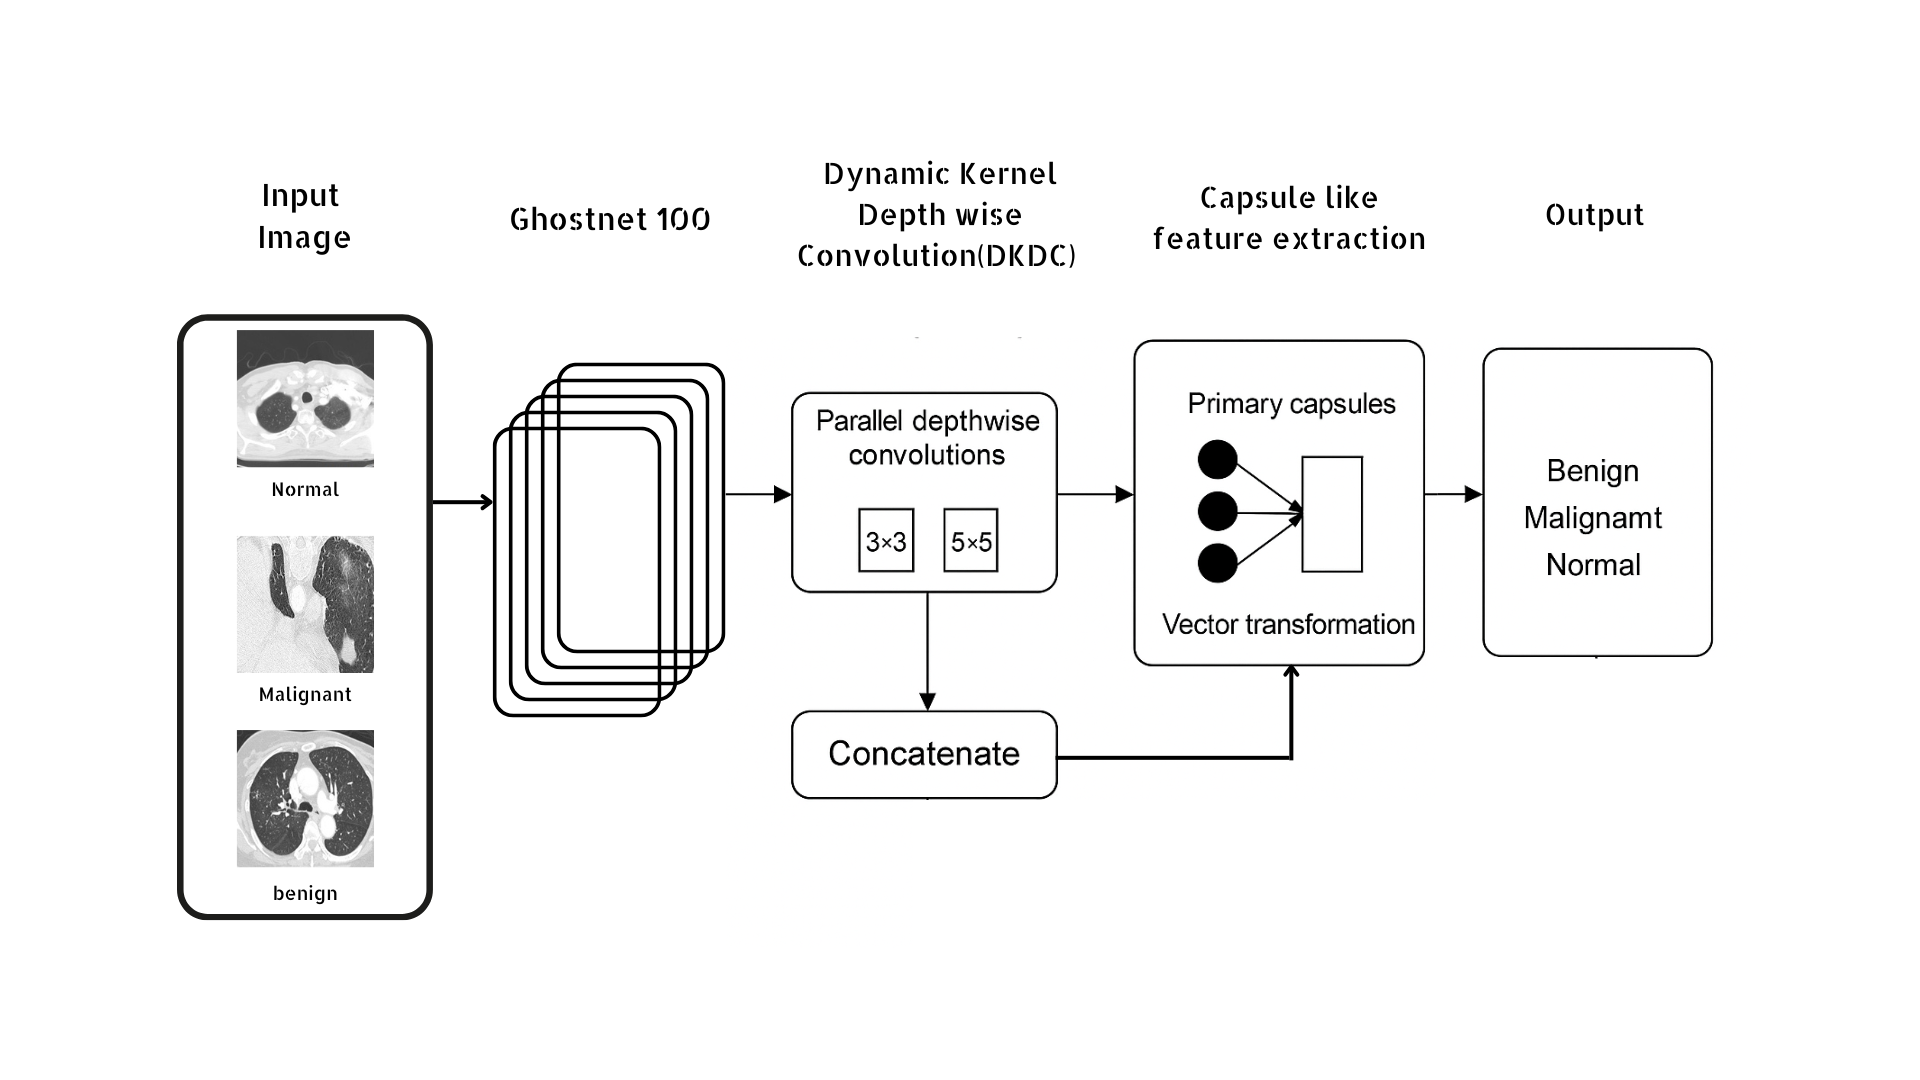 Input
Image
Ghostnet 100
Dynamic Kernel
Depth wise
Convolution(DKDC)
Capsule like
feature extraction
Output
Normal
Malignant
benign
Parallel depthwise
convolutions
3×3 5×5
Concatenate
Primary capsules
Vector transformation
Benign
Malignamt
Normal